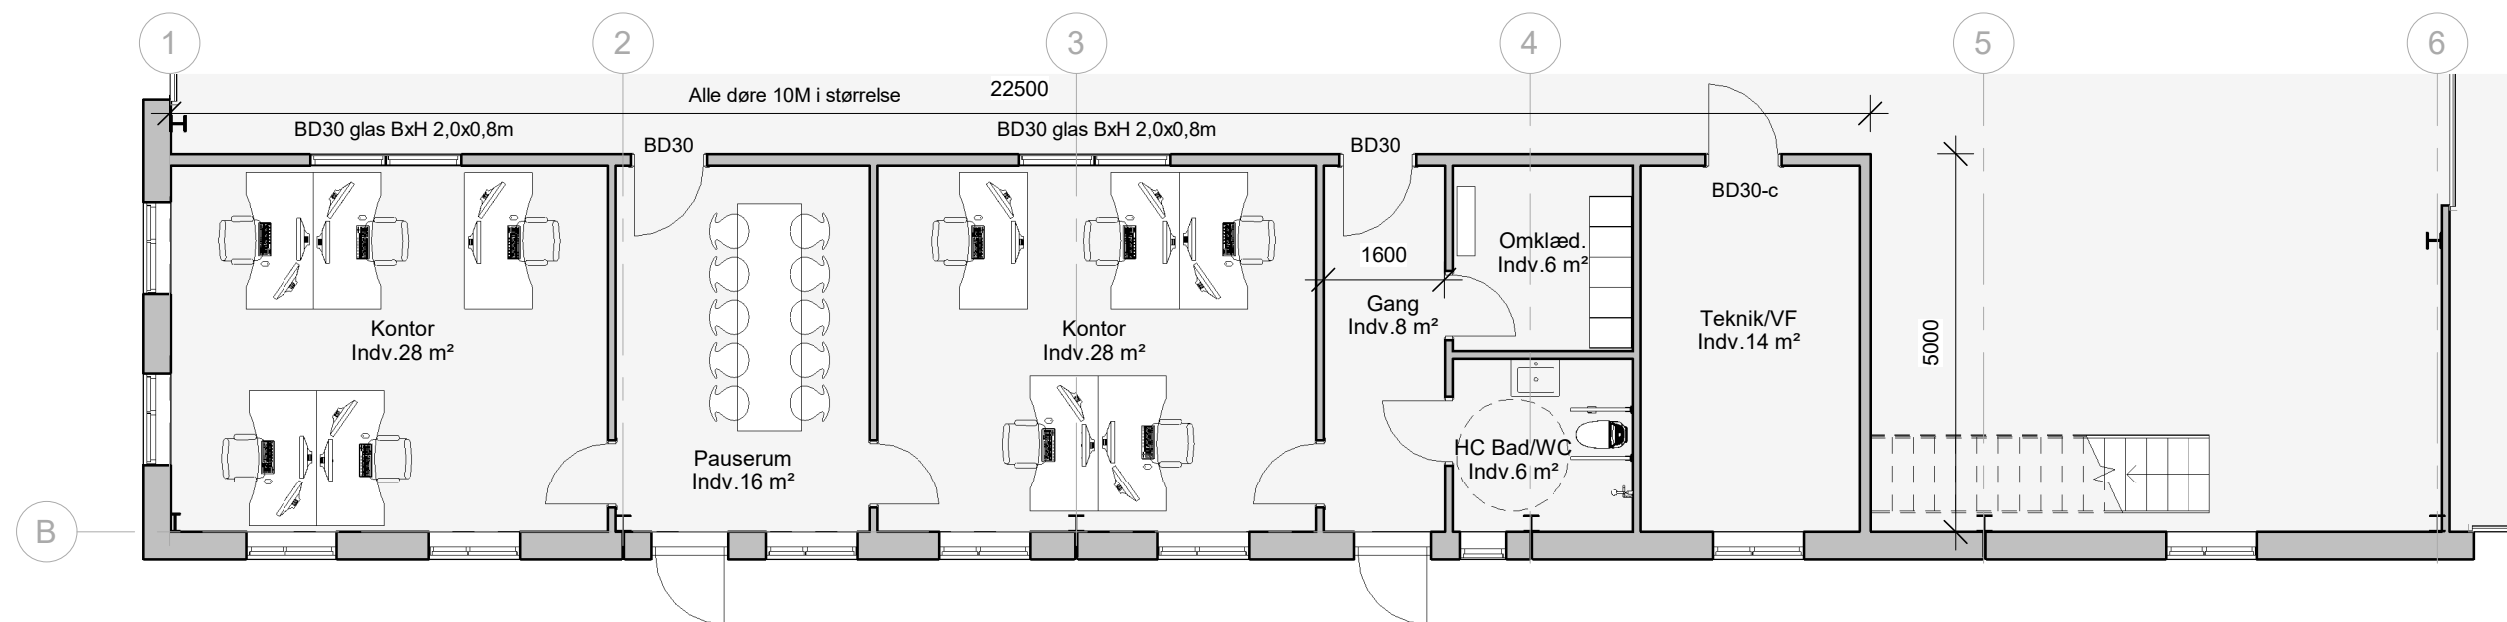 1
2
3
4
5
6
22500
Alle døre 10M i størrelse
BD30 glas BxH 2,0x0,8m
BD30
BD30 glas BxH 2,0x0,8m
BD30
BD30-c
Kontor
Indv.28 m²
Pauserum
Indv.16 m²
Kontor
Indv.28 m²
1600
Gang
Indv.8 m²
Omklæd.
Indv.6 m²
HC Bad/WC
Indv.6 m²
Teknik/VF
Indv.14 m²
5000
B